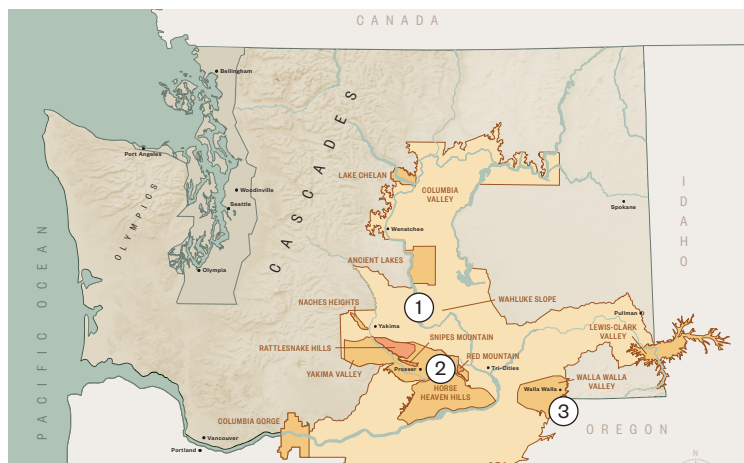 CANADA
Bellingham
CASCADES
Port Angeles
OLYMPICS
LAKE CHELAN
COLUMBIA
VALLEY
Woodinville
Seattle
Spokane
IDAHO
Wenatchee
PACIFIC OCEAN
ANCIENT LAKES
Olympia
NACHES HEIGHTS
1
WAHLUKE SLOPE
Pullman
Yakima
LEWIS-CLARK
VALLEY
SNIPES MOUNTAIN
RATTLESNAKE HILLS
RED MOUNTAIN
YAKIMA VALLEY
Prosser
2
Tri-Cities
WALLA WALLA
VALLEY
Walla Walla
HORSE
HEAVEN HILLS
3
COLUMBIA GORGE
OREGON
Vancouver
Portland
N